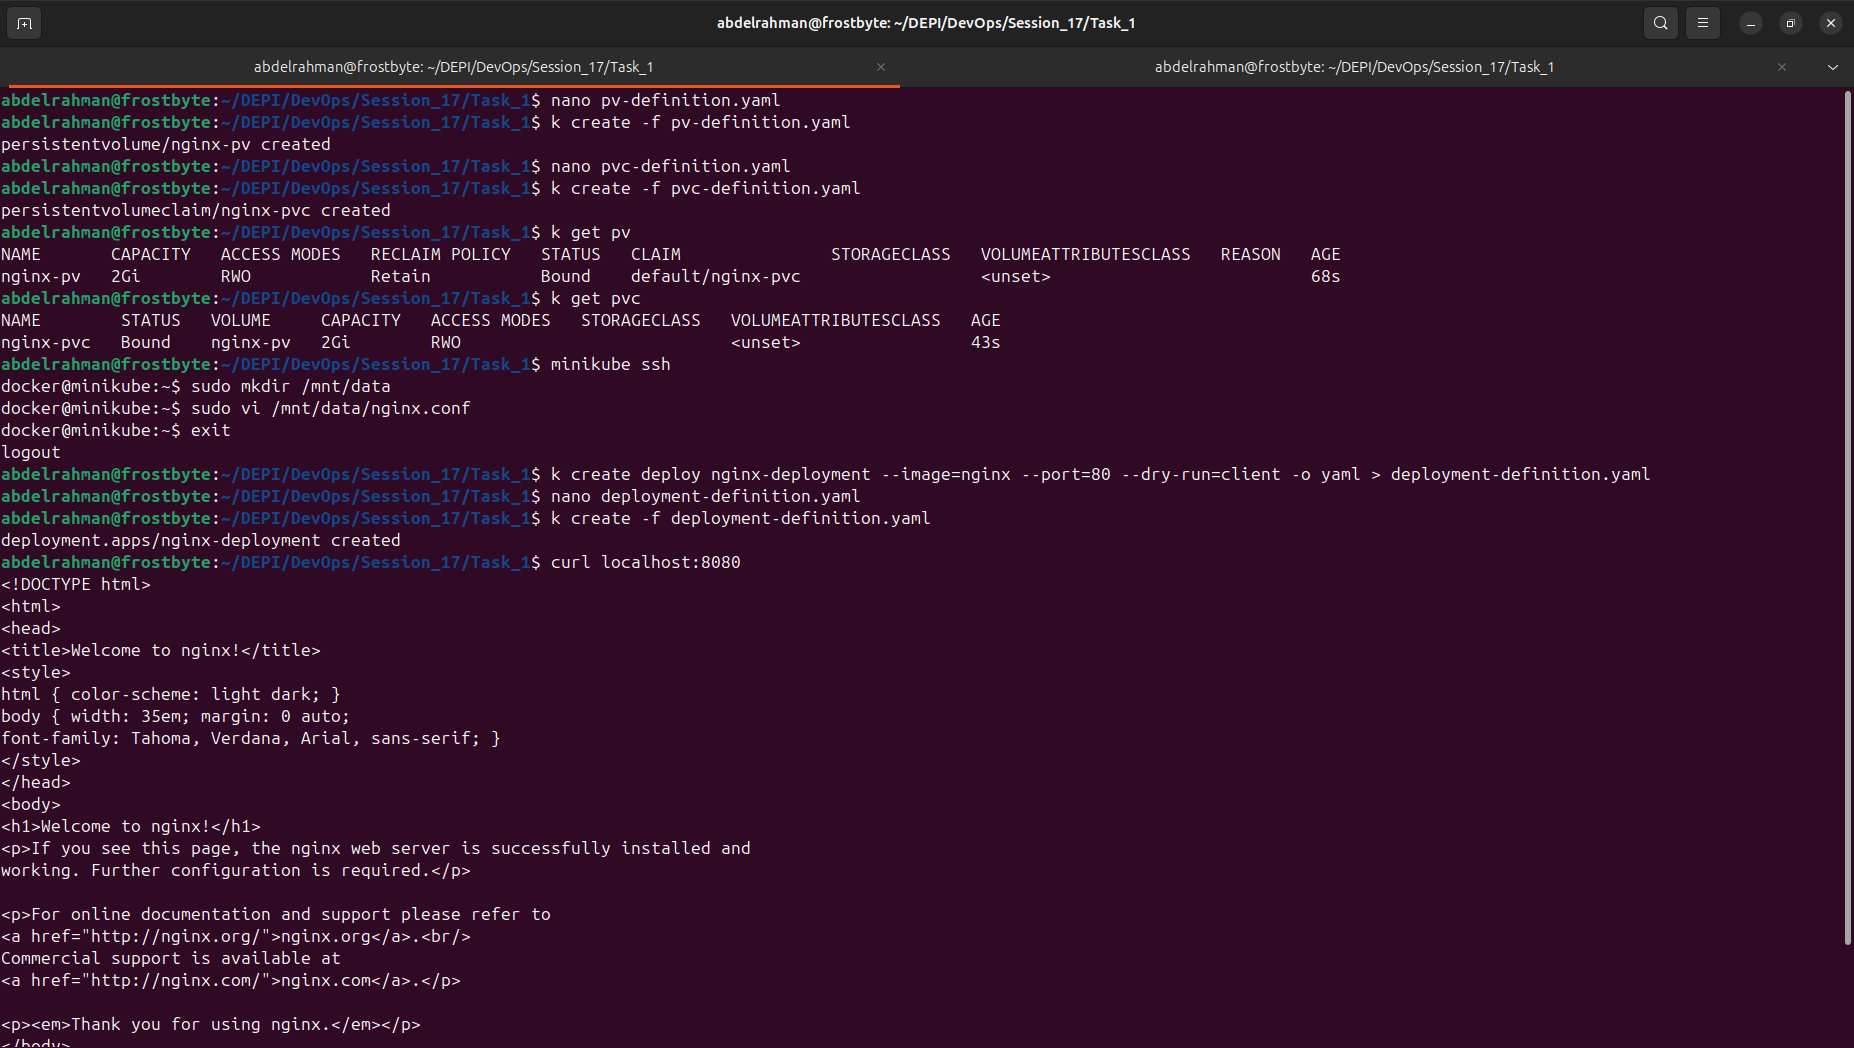 abdelrahman@frostbyte: ~/DEPI/DevOps/Session_17/Task_1
abdelrahman@frostbyte: ~/DEPI/DevOps/Session_17/Task_1
abdelrahman@frostbyte: ~/DEPI/DevOps/Session_17/Task_1
abdelrahman@frostbyte:~/DEPI/DevOps/Session_17/Task_1$ nano pv-definition.yaml
abdelrahman@frostbyte:~/DEPI/DevOps/Session_17/Task_1$ k create -f pv-definition.yaml
persistentvolume/nginx-pv created
abdelrahman@frostbyte:~/DEPI/DevOps/Session_17/Task_1$ nano pvc-definition.yaml
abdelrahman@frostbyte:~/DEPI/DevOps/Session_17/Task_1$ k create -f pvc-definition.yaml
persistentvolumeclaim/nginx-pvc created
abdelrahman@frostbyte:~/DEPI/DevOps/Session_17/Task_1$ k get pv
NAME       CAPACITY   ACCESS MODES   RECLAIM POLICY   STATUS   CLAIM               STORAGECLASS   VOLUMEATTRIBUTESCLASS   REASON   AGE
nginx-pv   2Gi        RWO            Retain           Bound    default/nginx-pvc                  <unset>                          68s
abdelrahman@frostbyte:~/DEPI/DevOps/Session_17/Task_1$ k get pvc
NAME        STATUS   VOLUME     CAPACITY   ACCESS MODES   STORAGECLASS   VOLUMEATTRIBUTESCLASS   AGE
nginx-pvc   Bound    nginx-pv   2Gi        RWO                           <unset>                 43s
abdelrahman@frostbyte:~/DEPI/DevOps/Session_17/Task_1$ minikube ssh
docker@minikube:~$ sudo mkdir /mnt/data
docker@minikube:~$ sudo vi /mnt/data/nginx.conf
docker@minikube:~$ exit
logout
abdelrahman@frostbyte:~/DEPI/DevOps/Session_17/Task_1$ k create deploy nginx-deployment --image=nginx --port=80 --dry-run=client -o yaml > deployment-definition.yaml
abdelrahman@frostbyte:~/DEPI/DevOps/Session_17/Task_1$ nano deployment-definition.yaml
abdelrahman@frostbyte:~/DEPI/DevOps/Session_17/Task_1$ k create -f deployment-definition.yaml
deployment.apps/nginx-deployment created
abdelrahman@frostbyte:~/DEPI/DevOps/Session_17/Task_1$ curl localhost:8080
<!DOCTYPE html>
<html>
<head>
<title>Welcome to nginx!</title>
<style>
html { color-scheme: light dark; }
body { width: 35em; margin: 0 auto;
font-family: Tahoma, Verdana, Arial, sans-serif; }
</style>
</head>
<body>
<h1>Welcome to nginx!</h1>
<p>If you see this page, the nginx web server is successfully installed and
working. Further configuration is required.</p>
<p>For online documentation and support please refer to
<a href="http://nginx.org/">nginx.org</a>.<br/>
Commercial support is available at
<a href="http://nginx.com/">nginx.com</a>.</p>
<p><em>Thank you for using nginx.</em></p>
</body>